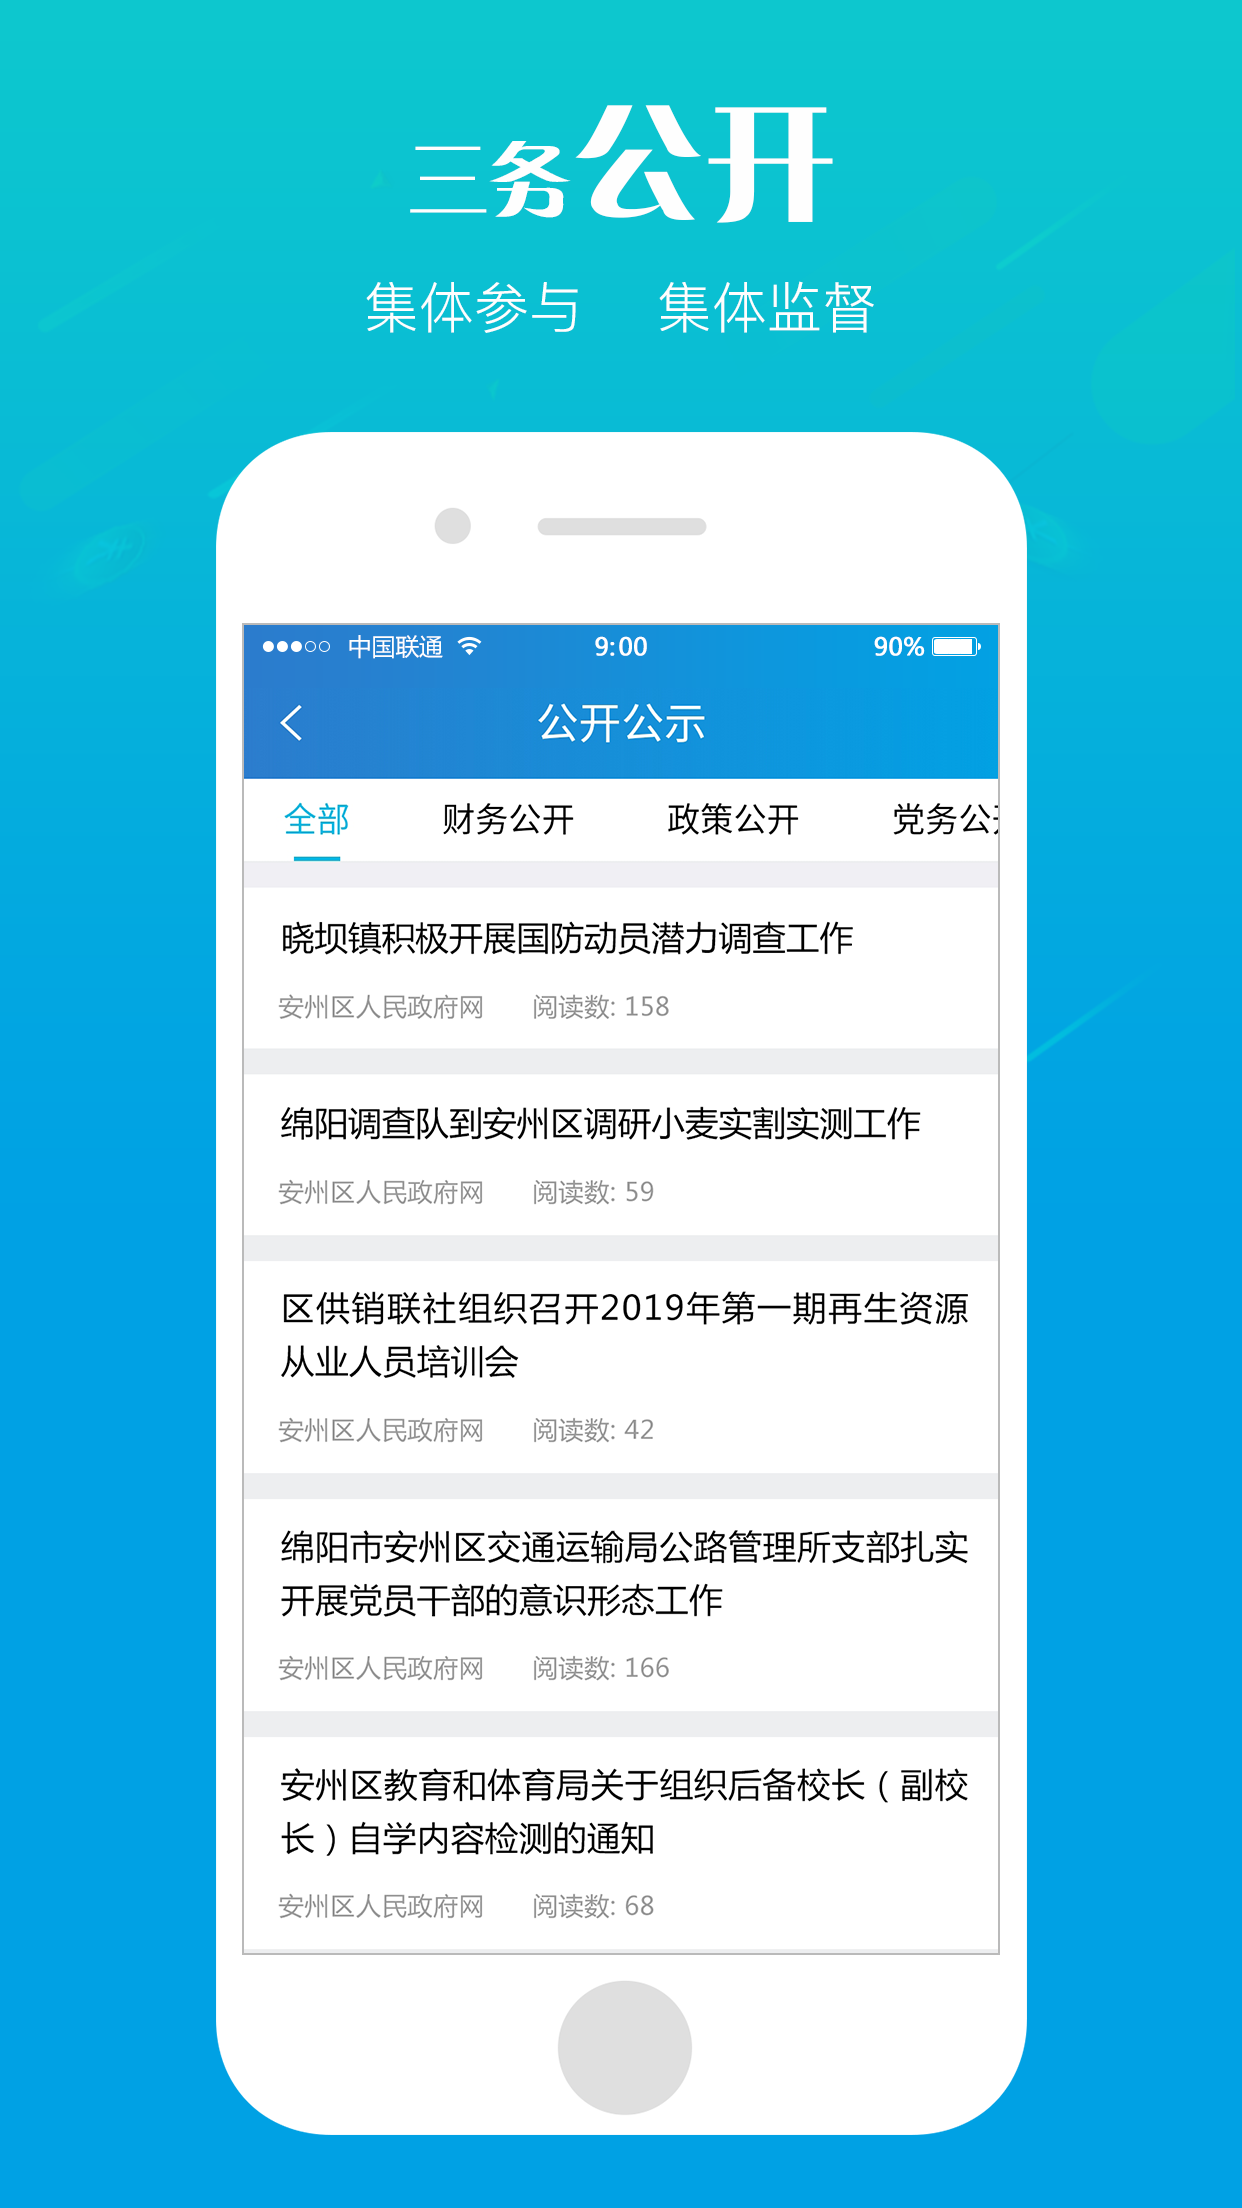 三务公开
集体参与 集体监督
中国联通 9:00 90%
公开公示
全部 财务公开 政策公开 党务公开
晓坝镇积极开展国防动员潜力调查工作
安州区人民政府网 阅读数: 158
绵阳调查队到安州区调研小麦实割实测工作
安州区人民政府网 阅读数: 59
区供销联社组织召开2019年第一期再生资源
从业人员培训会
安州区人民政府网 阅读数: 42
绵阳市安州区交通运输局公路管理所支部扎实
开展党员干部的意识形态工作
安州区人民政府网 阅读数: 166
安州区教育和体育局关于组织后备校长（副校
长）自学内容检测的通知
安州区人民政府网 阅读数: 68